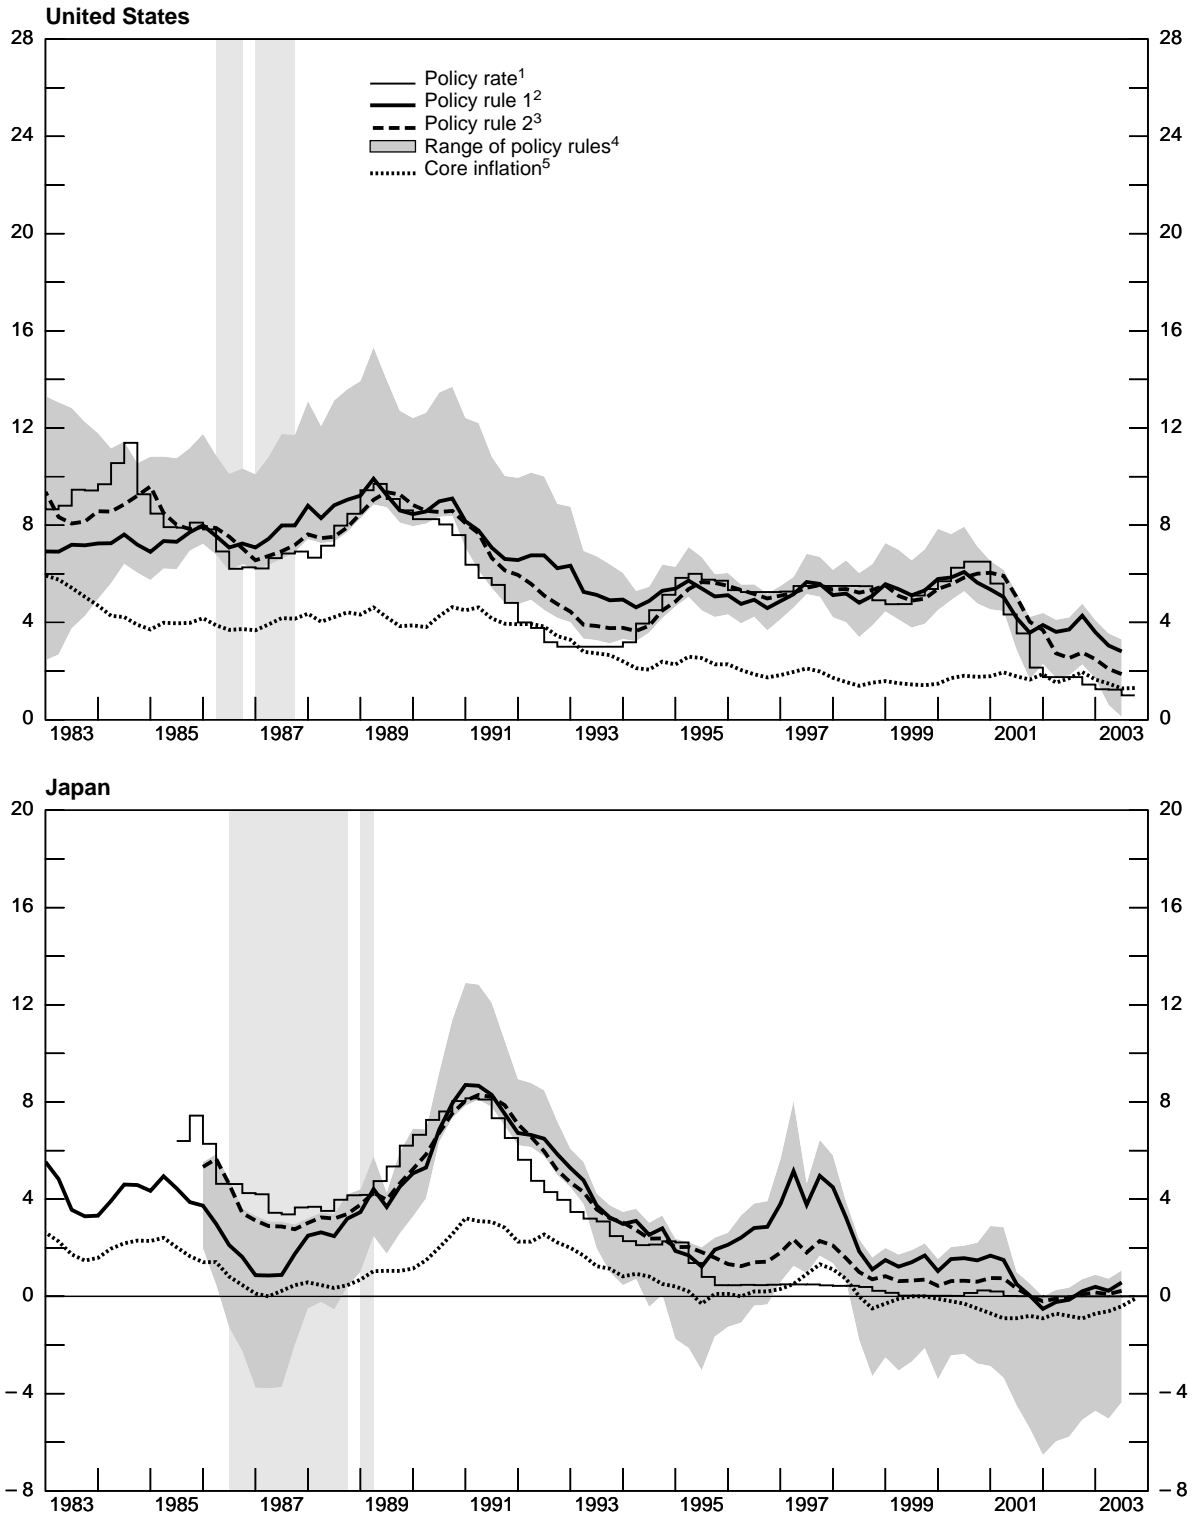 United States
28 28
Policy rate1
Policy rule 12
Policy rule 23
24 24
Range of policy rules4
Core inflation5
20 20
16 16
12 12
8 8
4 4
0 0
1983 1985 1987 1989 1991 1993 1995 1997 1999 2001 2003
Japan
20 20
16 16
12 12
8 8
4 4
0 0
– 4 – 4
– 8 – 8
1983 1985 1987 1989 1991 1993 1995 1997 1999 2001 2003